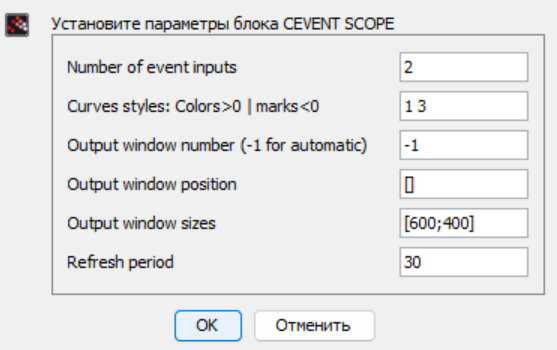 Установите параметры блока CEVENT SCOPE
Number of event inputs 2
Curves styles: Colors>0 | marks<0 1 3
Output window number (-1 for automatic) -1
Output window position []
Output window sizes [600;400]
Refresh period 30
OK Отменить